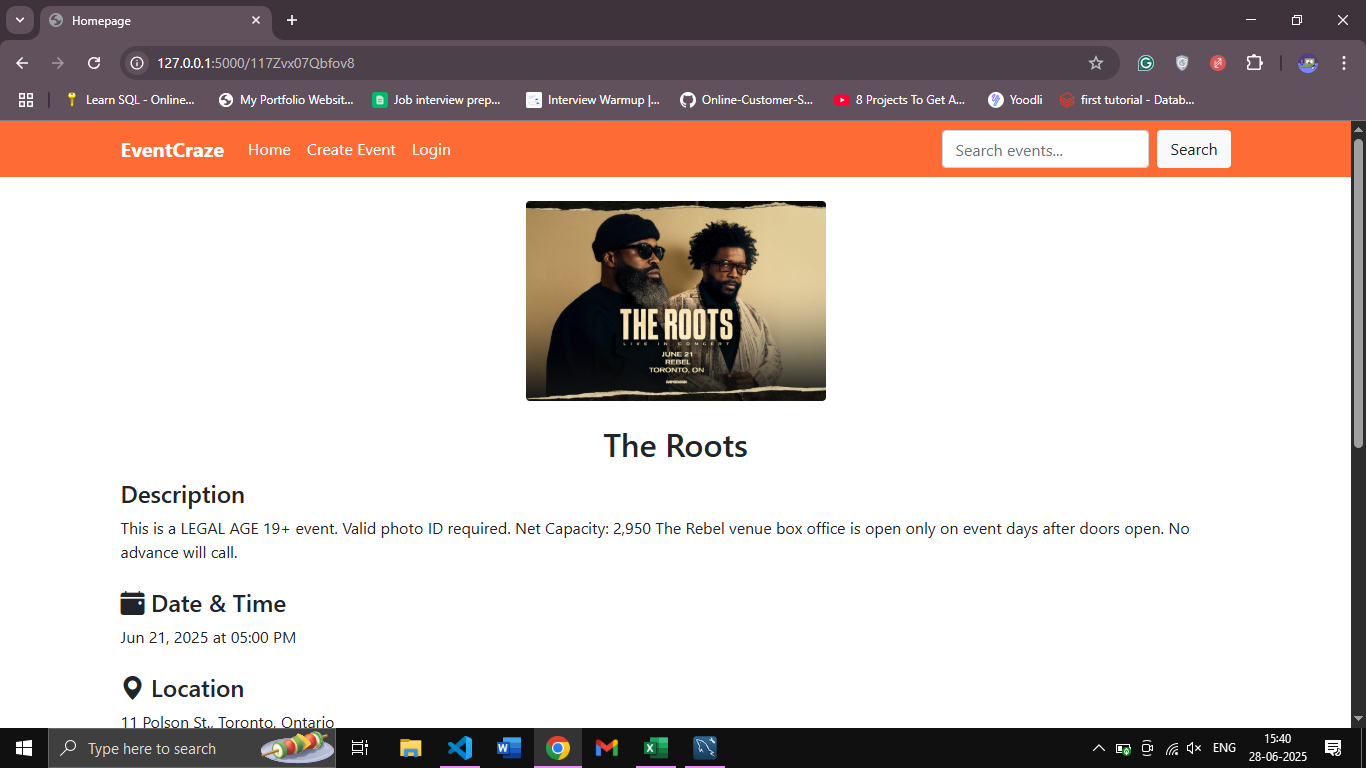 Homepage
127.0.0.1:5000/117Zvx07Qbfov8
Learn SQL - Online...
My Portfolio Websit...
Job interview prep...
Interview Warmup |...
Online-Customer-S...
8 Projects To Get A...
Yoodli
first tutorial - Datab...
EventCraze
Home
Create Event
Login
Search events...
Search
THE ROOTS
LIVE IN CONCERT
JUNE 21
REBEL
TORONTO, ON
The Roots
Description
This is a LEGAL AGE 19+ event. Valid photo ID required. Net Capacity: 2,950 The Rebel venue box office is open only on event days after doors open. No
advance will call.
Date & Time
Jun 21, 2025 at 05:00 PM
Location
11 Polson St., Toronto, Ontario
Type here to search
ENG
15:40
28-06-2025